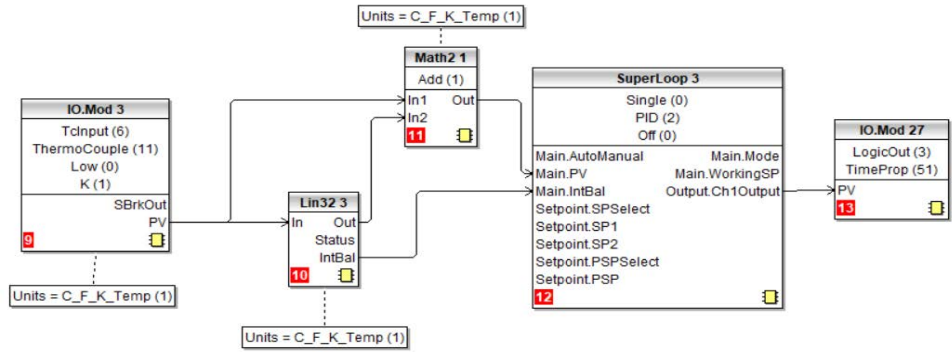 Units = C_F_K_Temp (1)
Math2 1
Add (1)
In1 Out
In2
11
IO.Mod 3
TcInput (6)
ThermoCouple (11)
Low (0)
K (1)
SBrkOut
PV
9
Units = C_F_K_Temp (1)
Lin32 3
In Out
Status
IntBal
10
Units = C_F_K_Temp (1)
SuperLoop 3
Single (0)
PID (2)
Off (0)
Main.AutoManual Main.Mode
Main.PV Main.WorkingSP
Main.IntBal Output.Ch1Output
Setpoint.SPSelect
Setpoint.SP1
Setpoint.SP2
Setpoint.PSPSelect
Setpoint.PSP
12
IO.Mod 27
LogicOut (3)
TimeProp (51)
PV
13